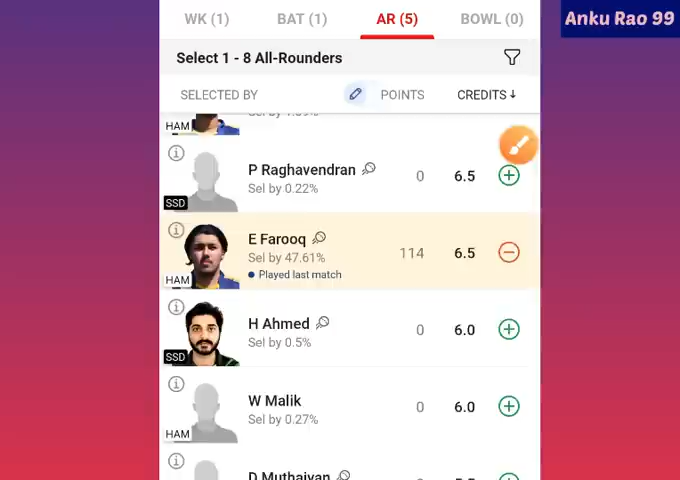 Anku Rao 99
WK (1) BAT (1) AR (5) BOWL (0)
Select 1 - 8 All-Rounders
SELECTED BY POINTS CREDITS↓
HAM
P Raghavendran 0 6.5
Sel by 0.22%
SSD
E Farooq 114 6.5
Sel by 47.61%
Played last match
HAM
H Ahmed 0 6.0
Sel by 0.5%
SSD
W Malik 0 6.0
Sel by 0.27%
HAM
D Muthaiyan